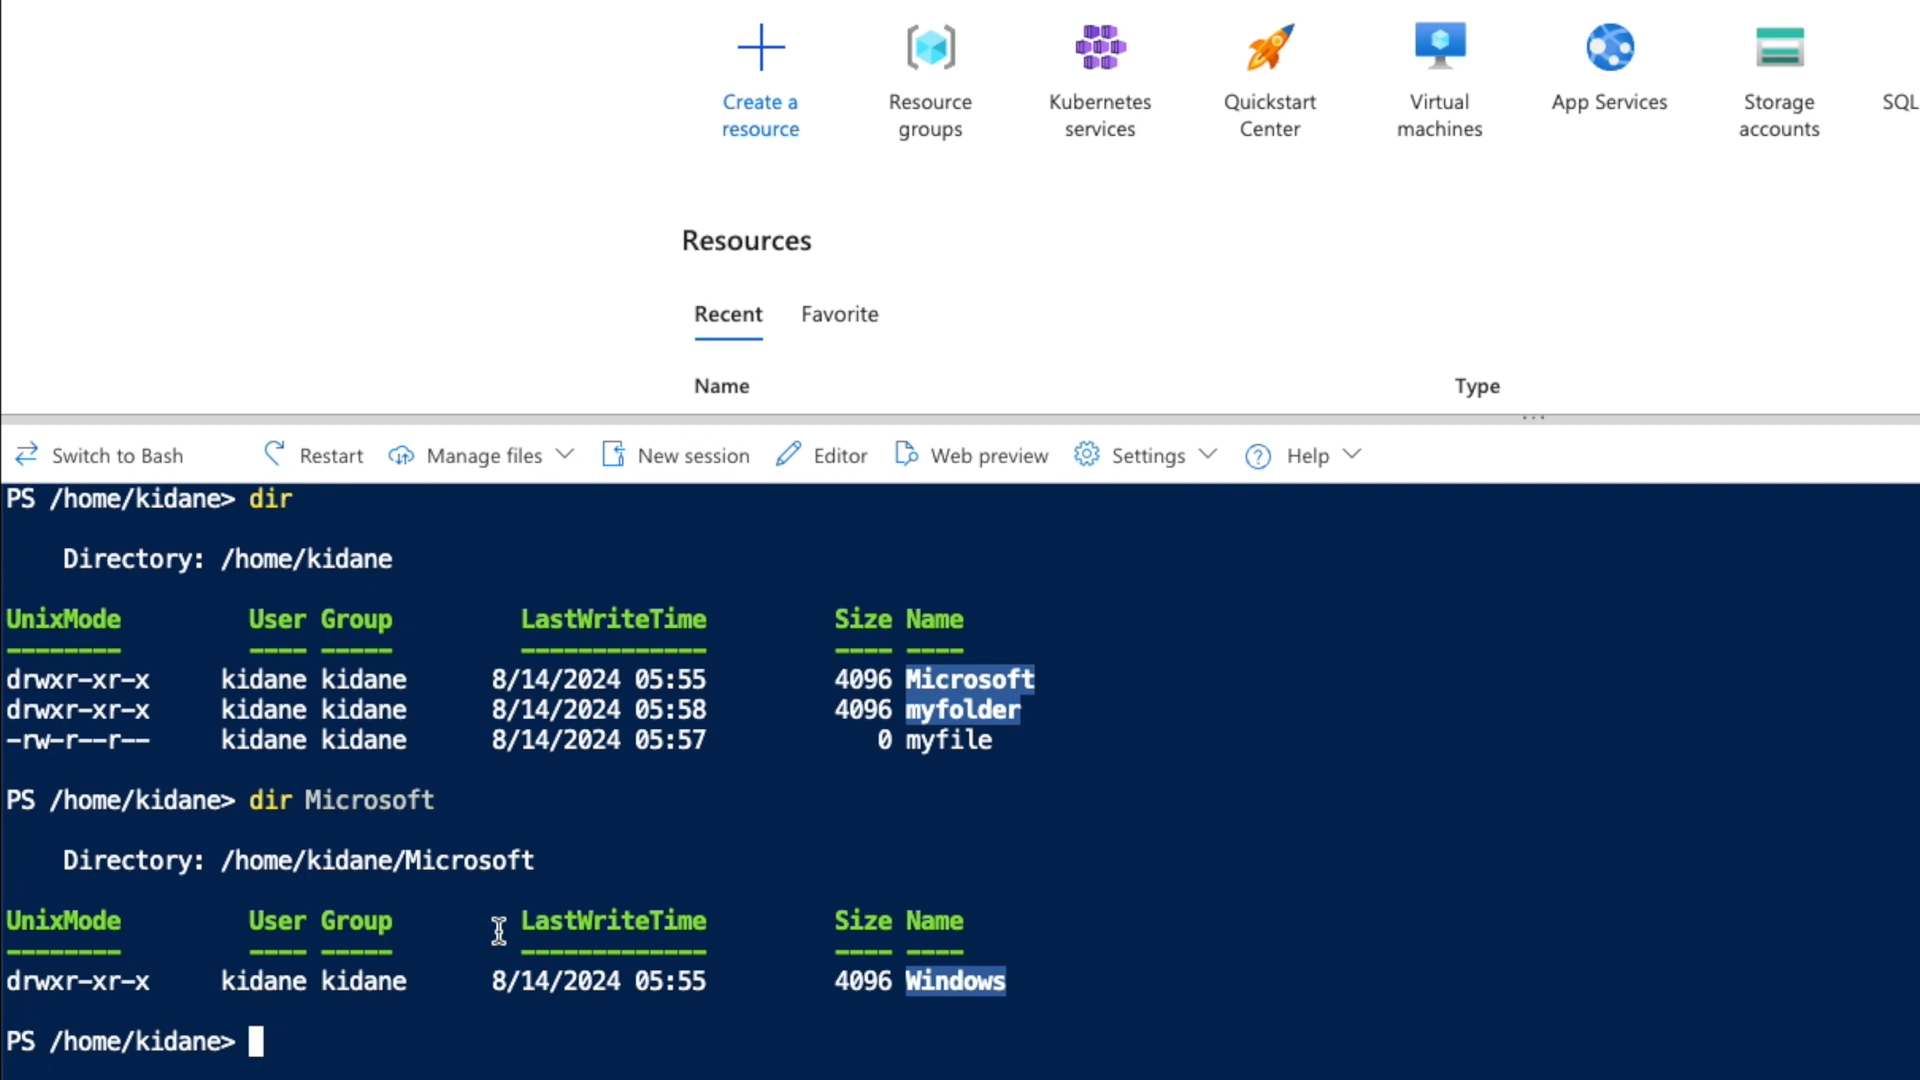 Create a resource
Resource groups
Kubernetes services
Quickstart Center
Virtual machines
App Services
Storage accounts
SQL
Resources
Recent Favorite
Name Type
Switch to Bash Restart Manage files New session Editor Web preview Settings Help
PS /home/kidane> dir
Directory: /home/kidane
UnixMode User Group LastWriteTime Size Name
-------- ---- ----- ------------- ---- ----
drwxr-xr-x kidane kidane 8/14/2024 05:55 4096 Microsoft
drwxr-xr-x kidane kidane 8/14/2024 05:58 4096 myfolder
-rw-r--r-- kidane kidane 8/14/2024 05:57 0 myfile
PS /home/kidane> dir Microsoft
Directory: /home/kidane/Microsoft
UnixMode User Group LastWriteTime Size Name
-------- ---- ----- ------------- ---- ----
drwxr-xr-x kidane kidane 8/14/2024 05:55 4096 Windows
PS /home/kidane>